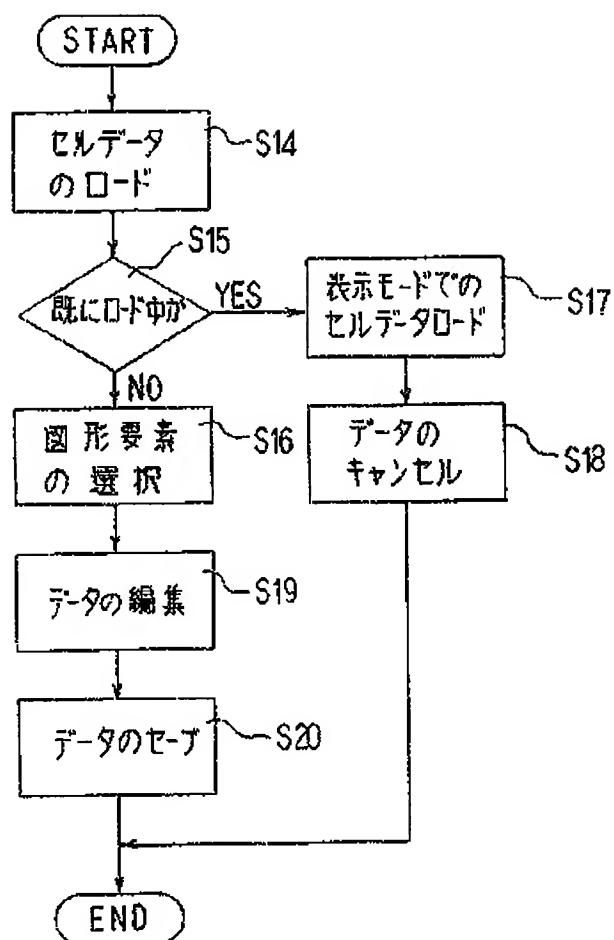 START
セルデータ
のロード
S14
S15
既にロード中か
YES
NO
表示モードでの
セルデータロード
S17
図形要素
の選択
S16
データの
キャンセル
S18
データの編集
S19
データのセーブ
S20
END